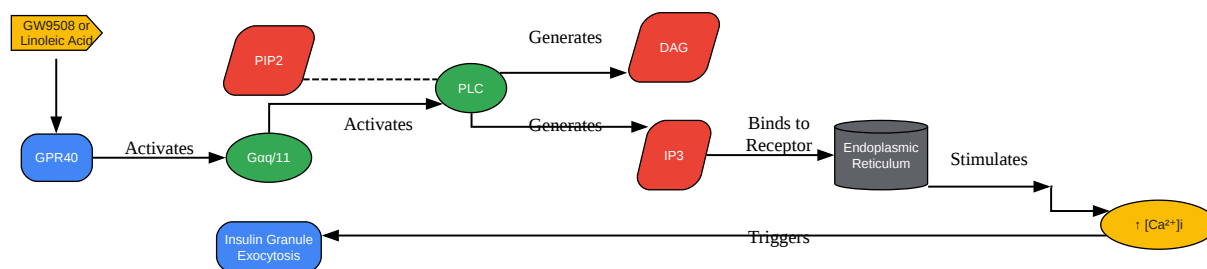 GW9508 or
Linoleic Acid
PIP2
Generates
DAG
PLC
Activates
Generates
GPR40
Activates
Gαq/11
IP3
Binds to
Receptor
Endoplasmic
Reticulum
Stimulates
↑ [Ca²⁺]i
Insulin Granule
Exocytosis
Triggers